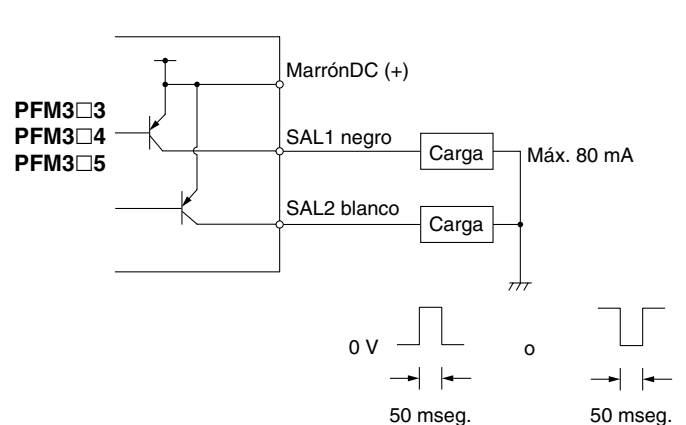 MarrónDC (+)
PFM3□3
PFM3□4
PFM3□5
SAL1 negro
Carga
Máx. 80 mA
SAL2 blanco
Carga
0 V
o
50 mseg.
50 mseg.